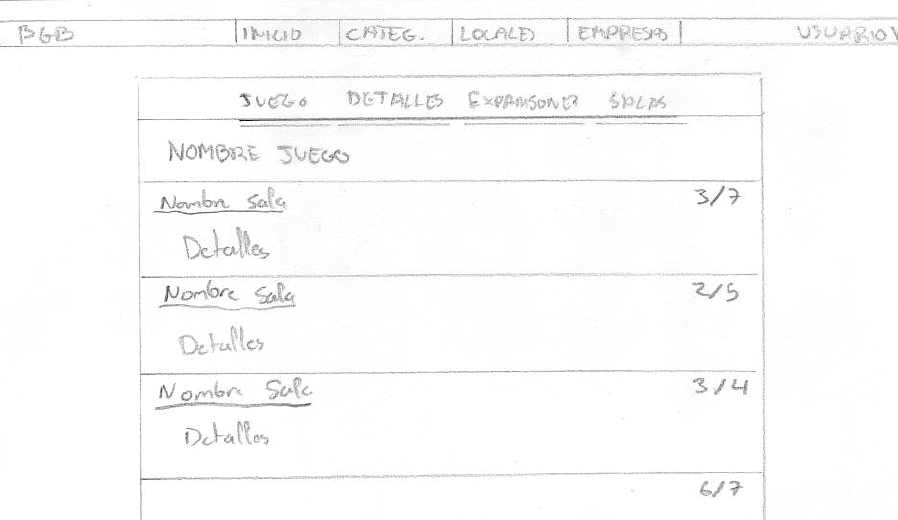 BGB INICIO CATEG. LOCALES EMPRESAS USUARIO
JUEGO DETALLES EXPANSIONES SALAS
NOMBRE JUEGO
Nombre Sala 3/7
Detalles
Nombre Sala 2/5
Detalles
Nombre Sala 3/4
Detalles
6/7